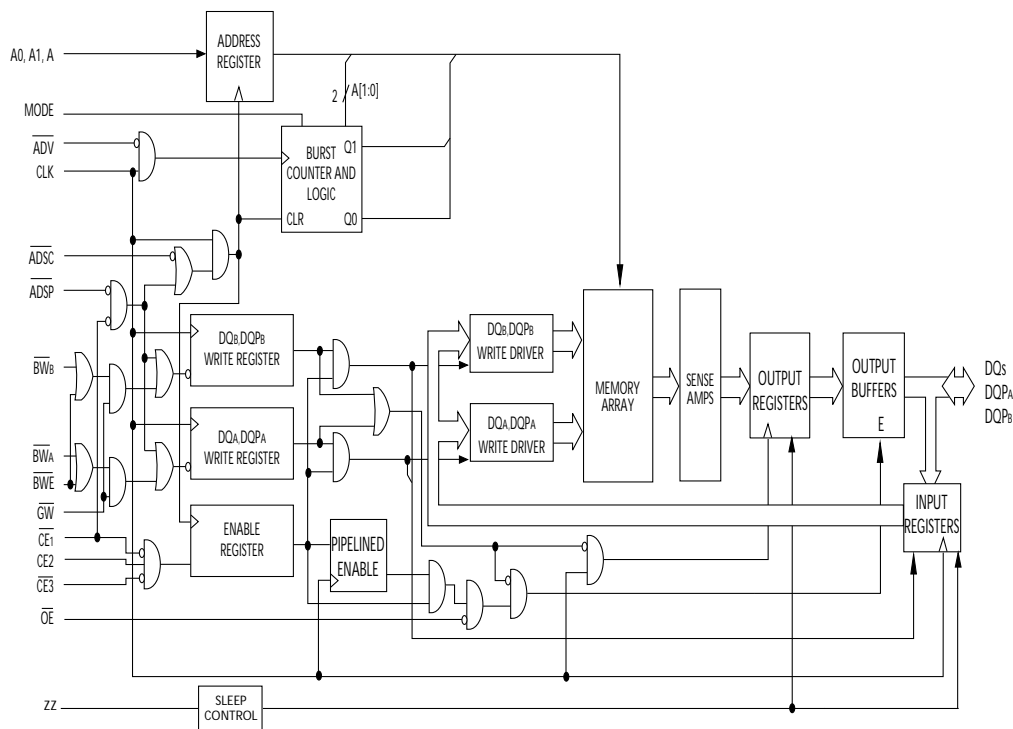 A0, A1, A
ADDRESS
REGISTER
MODE
2
A[1:0]
ADV
CLK
BURST
COUNTER AND
LOGIC
Q1
CLR
Q0
ADSC
ADSP
DQB,DQPB
WRITE REGISTER
DQB,DQPB
WRITE DRIVER
MEMORY
ARRAY
SENSE
AMPS
OUTPUT
REGISTERS
OUTPUT
BUFFERS
E
DQs
DQPA
DQPB
BWB
DQA,DQPA
WRITE REGISTER
DQA,DQPA
WRITE DRIVER
BWA
BWE
GW
CE1
CE2
CE3
ENABLE
REGISTER
PIPELINED
ENABLE
INPUT
REGISTERS
OE
ZZ
SLEEP
CONTROL